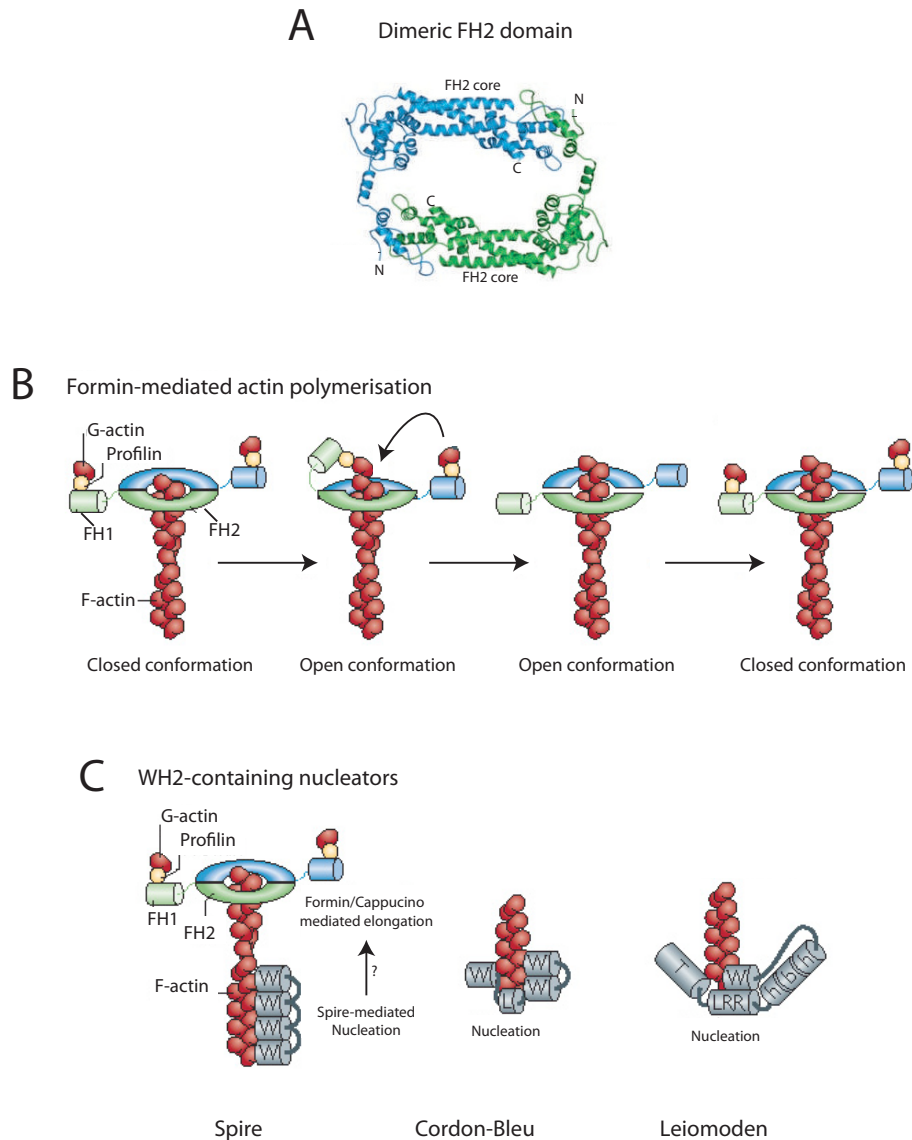 A
Dimeric FH2 domain
FH2 core
N
C
C
N
FH2 core
B
Formin-mediated actin polymerisation
G-actin
Profilin
FH1
FH2
F-actin
Closed conformation
Open conformation
Open conformation
Closed conformation
C
WH2-containing nucleators
G-actin
Profilin
FH1
FH2
Formin/Cappucino
mediated elongation
?
F-actin
Spire-mediated
Nucleation
W
W
W
W
W
W
W
L
Nucleation
T
W
LRR
h
b
h
Nucleation
Spire
Cordon-Bleu
Leiomoden